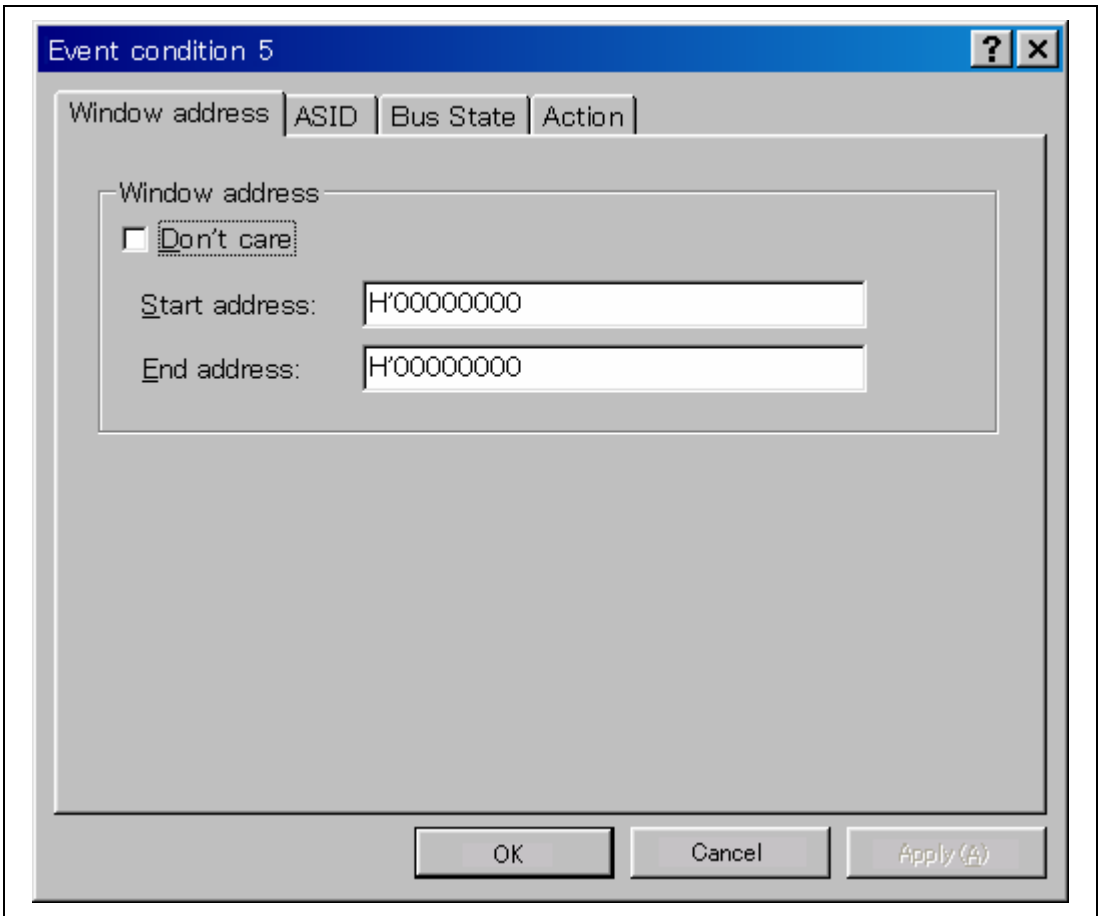 Event condition 5
Window address ASID Bus State Action
Window address
Don't care
Start address: H'00000000
End address: H'00000000
OK Cancel Apply(A)